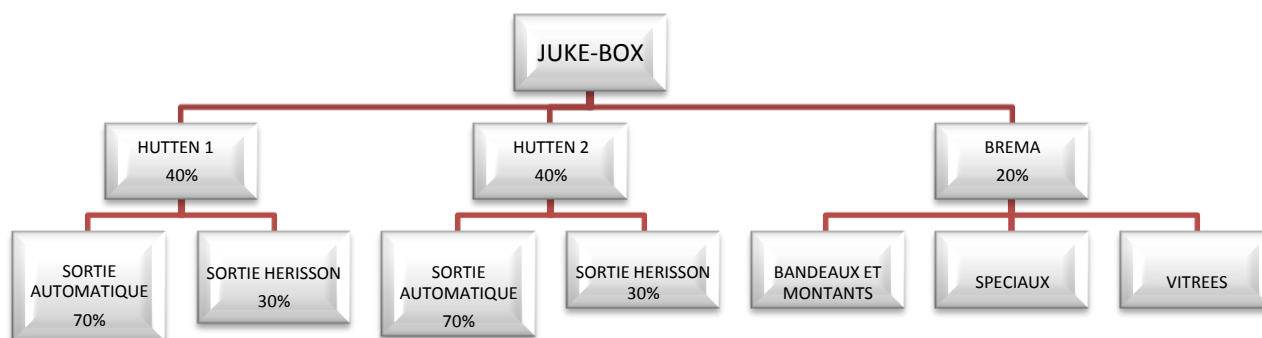 JUKE-BOX
HUTTEN 1
40%
HUTTEN 2
40%
BREMA
20%
SORTIE
AUTOMATIQUE
70%
SORTIE HERISSON
30%
SORTIE
AUTOMATIQUE
70%
SORTIE HERISSON
30%
BANDEAUX ET
MONTANTS
SPECIAUX
VITREES